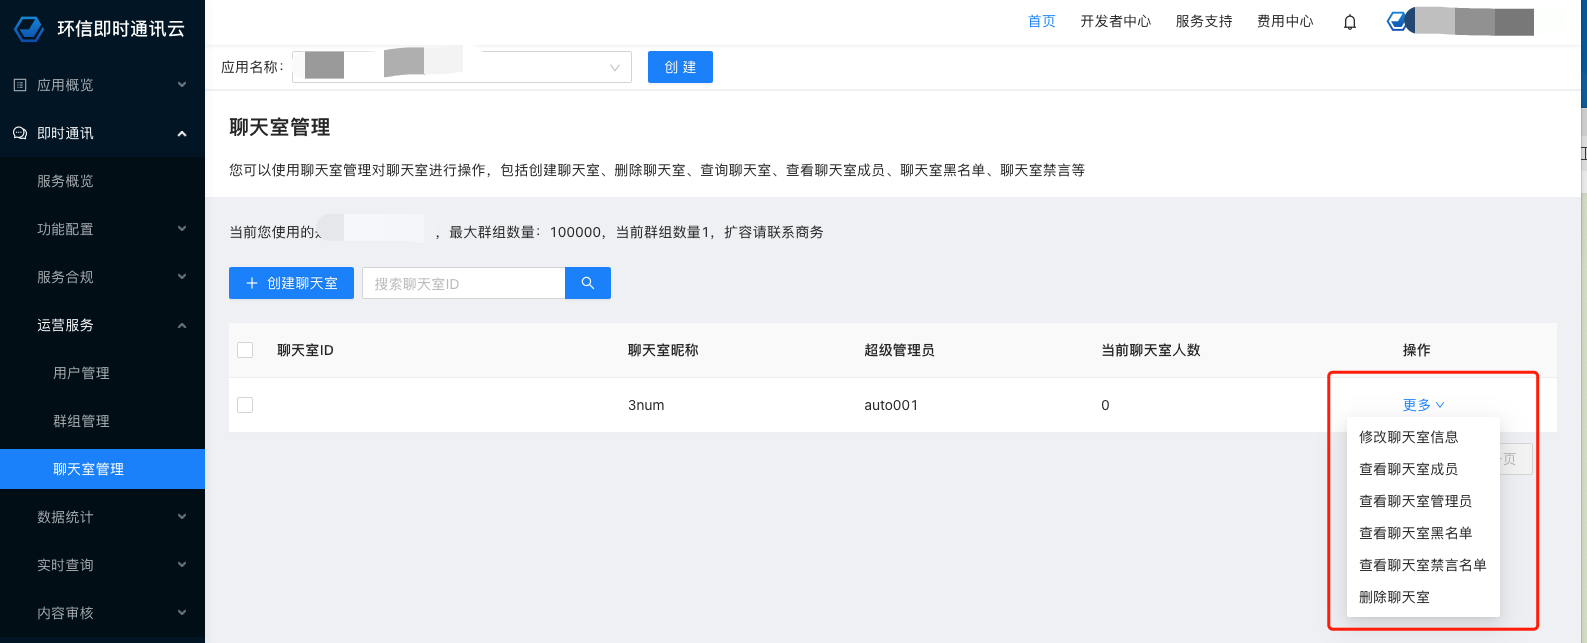 环信即时通讯云
首页 开发者中心 服务支持 费用中心
应用名称: 创 建
应用概览
即时通讯
服务概览
功能配置
服务合规
运营服务
用户管理
群组管理
聊天室管理
数据统计
实时查询
内容审核
聊天室管理
您可以使用聊天室管理对聊天室进行操作，包括创建聊天室、删除聊天室、查询聊天室、查看聊天室成员、聊天室黑名单、聊天室禁言等
当前您使用的 ，最大群组数量：100000，当前群组数量1，扩容请联系商务
创建聊天室 搜索聊天室ID
聊天室ID 聊天室昵称 超级管理员 当前聊天室人数 操作
3num auto001 0 更多
修改聊天室信息
查看聊天室成员
页
查看聊天室管理员
查看聊天室黑名单
查看聊天室禁言名单
删除聊天室